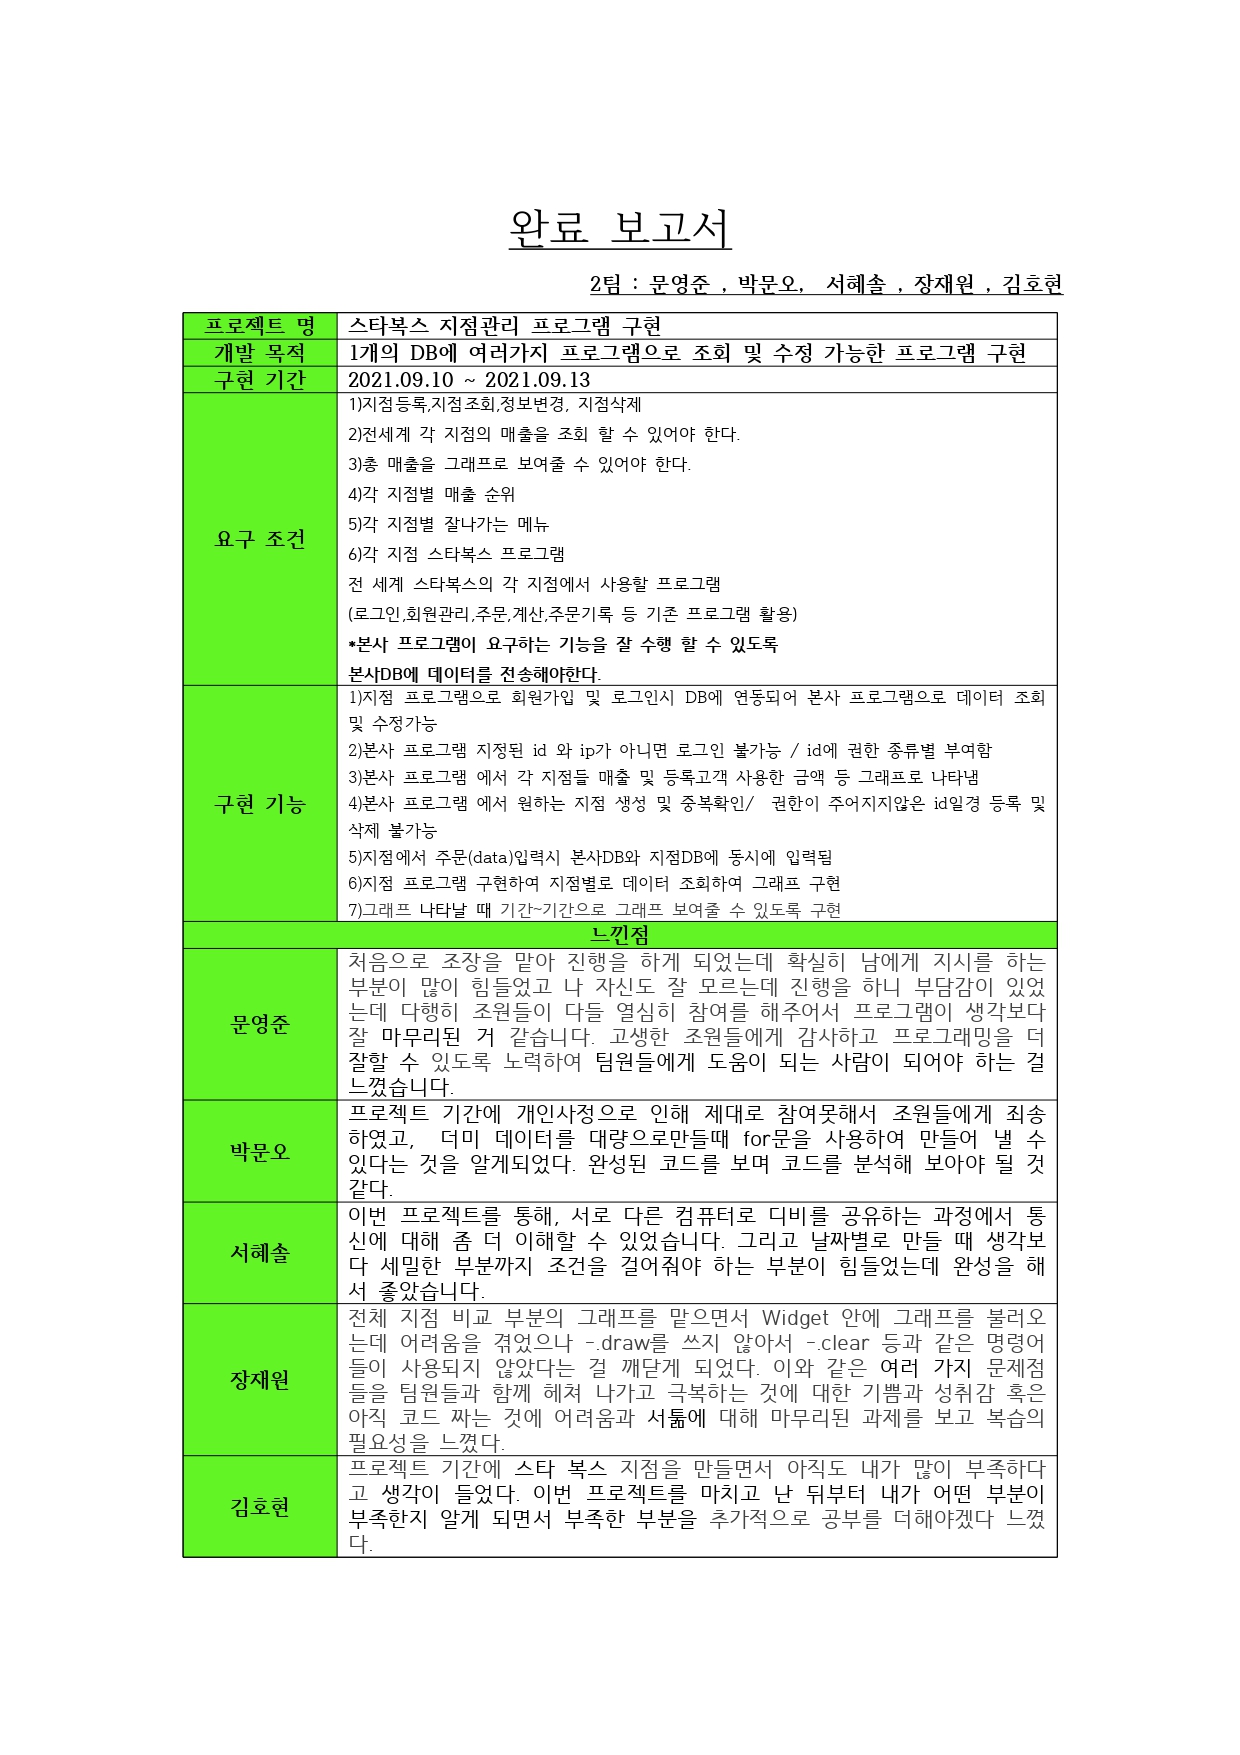 완료 보고서
2팀 : 문영준 , 박문오, 서혜솔 , 장재원 , 김호현
프로젝트 명 스타복스 지점관리 프로그램 구현
개발 목적 1개의 DB에 여러가지 프로그램으로 조회 및 수정 가능한 프로그램 구현
구현 기간 2021.09.10 ~ 2021.09.13
요구 조건
1)지점등록,지점조회,정보변경, 지점삭제
2)전세계 각 지점의 매출을 조회 할 수 있어야 한다.
3)총 매출을 그래프로 보여줄 수 있어야 한다.
4)각 지점별 매출 순위
5)각 지점별 잘나가는 메뉴
6)각 지점 스타복스 프로그램
전 세계 스타복스의 각 지점에서 사용할 프로그램
(로그인,회원관리,주문,계산,주문기록 등 기존 프로그램 활용)
*본사 프로그램이 요구하는 기능을 잘 수행 할 수 있도록
본사DB에 데이터를 전송해야한다.
구현 기능
1)지점 프로그램으로 회원가입 및 로그인시 DB에 연동되어 본사 프로그램으로 데이터 조회
및 수정가능
2)본사 프로그램 지정된 id 와 ip가 아니면 로그인 불가능 / id에 권한 종류별 부여함
3)본사 프로그램 에서 각 지점들 매출 및 등록고객 사용한 금액 등 그래프로 나타냄
4)본사 프로그램 에서 원하는 지점 생성 및 중복확인/ 권한이 주어지지않은 id일경 등록 및
삭제 불가능
5)지점에서 주문(data)입력시 본사DB와 지점DB에 동시에 입력됨
6)지점 프로그램 구현하여 지점별로 데이터 조회하여 그래프 구현
7)그래프 나타날 때 기간~기간으로 그래프 보여줄 수 있도록 구현
느낀점
문영준
처음으로 조장을 맡아 진행을 하게 되었는데 확실히 남에게 지시를 하는
부분이 많이 힘들었고 나 자신도 잘 모르는데 진행을 하니 부담감이 있었
는데 다행히 조원들이 다들 열심히 참여를 해주어서 프로그램이 생각보다
잘 마무리된 거 같습니다. 고생한 조원들에게 감사하고 프로그래밍을 더
잘할 수 있도록 노력하여 팀원들에게 도움이 되는 사람이 되어야 하는 걸
느꼈습니다.
박문오
프로젝트 기간에 개인사정으로 인해 제대로 참여못해서 조원들에게 죄송
하였고, 더미 데이터를 대량으로만들때 for문을 사용하여 만들어 낼 수
있다는 것을 알게되었다. 완성된 코드를 보며 코드를 분석해 보아야 될 것
같다.
서혜솔
이번 프로젝트를 통해, 서로 다른 컴퓨터로 디비를 공유하는 과정에서 통
신에 대해 좀 더 이해할 수 있었습니다. 그리고 날짜별로 만들 때 생각보
다 세밀한 부분까지 조건을 걸어줘야 하는 부분이 힘들었는데 완성을 해
서 좋았습니다.
장재원
전체 지점 비교 부분의 그래프를 맡으면서 Widget 안에 그래프를 불러오
는데 어려움을 겪었으나 -.draw를 쓰지 않아서 -.clear 등과 같은 명령어
들이 사용되지 않았다는 걸 깨닫게 되었다. 이와 같은 여러 가지 문제점
들을 팀원들과 함께 헤쳐 나가고 극복하는 것에 대한 기쁨과 성취감 혹은
아직 코드 짜는 것에 어려움과 서툶에 대해 마무리된 과제를 보고 복습의
필요성을 느꼈다.
김호현
프로젝트 기간에 스타 복스 지점을 만들면서 아직도 내가 많이 부족하다
고 생각이 들었다. 이번 프로젝트를 마치고 난 뒤부터 내가 어떤 부분이
부족한지 알게 되면서 부족한 부분을 추가적으로 공부를 더해야겠다 느꼈
다.